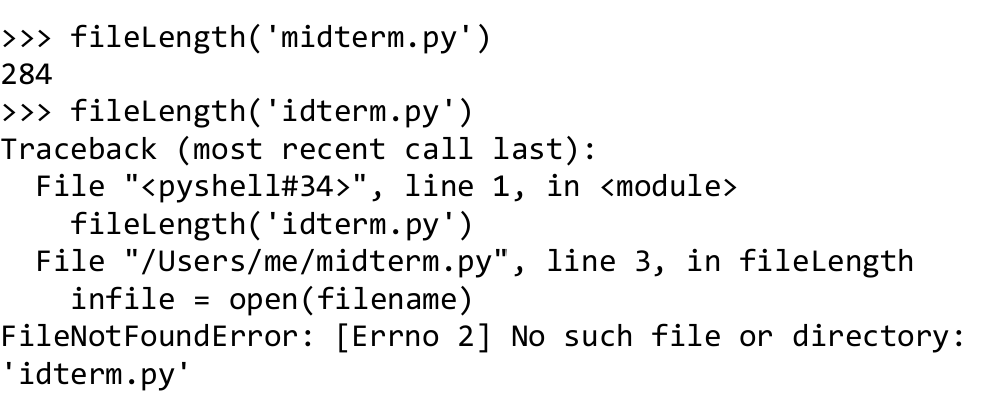 >>> fileLength('midterm.py')
284
>>> fileLength('idterm.py')
Traceback (most recent call last):
  File "<pyshell#34>", line 1, in <module>
    fileLength('idterm.py')
  File "/Users/me/midterm.py", line 3, in fileLength
    infile = open(filename)
FileNotFoundError: [Errno 2] No such file or directory:
'idterm.py'